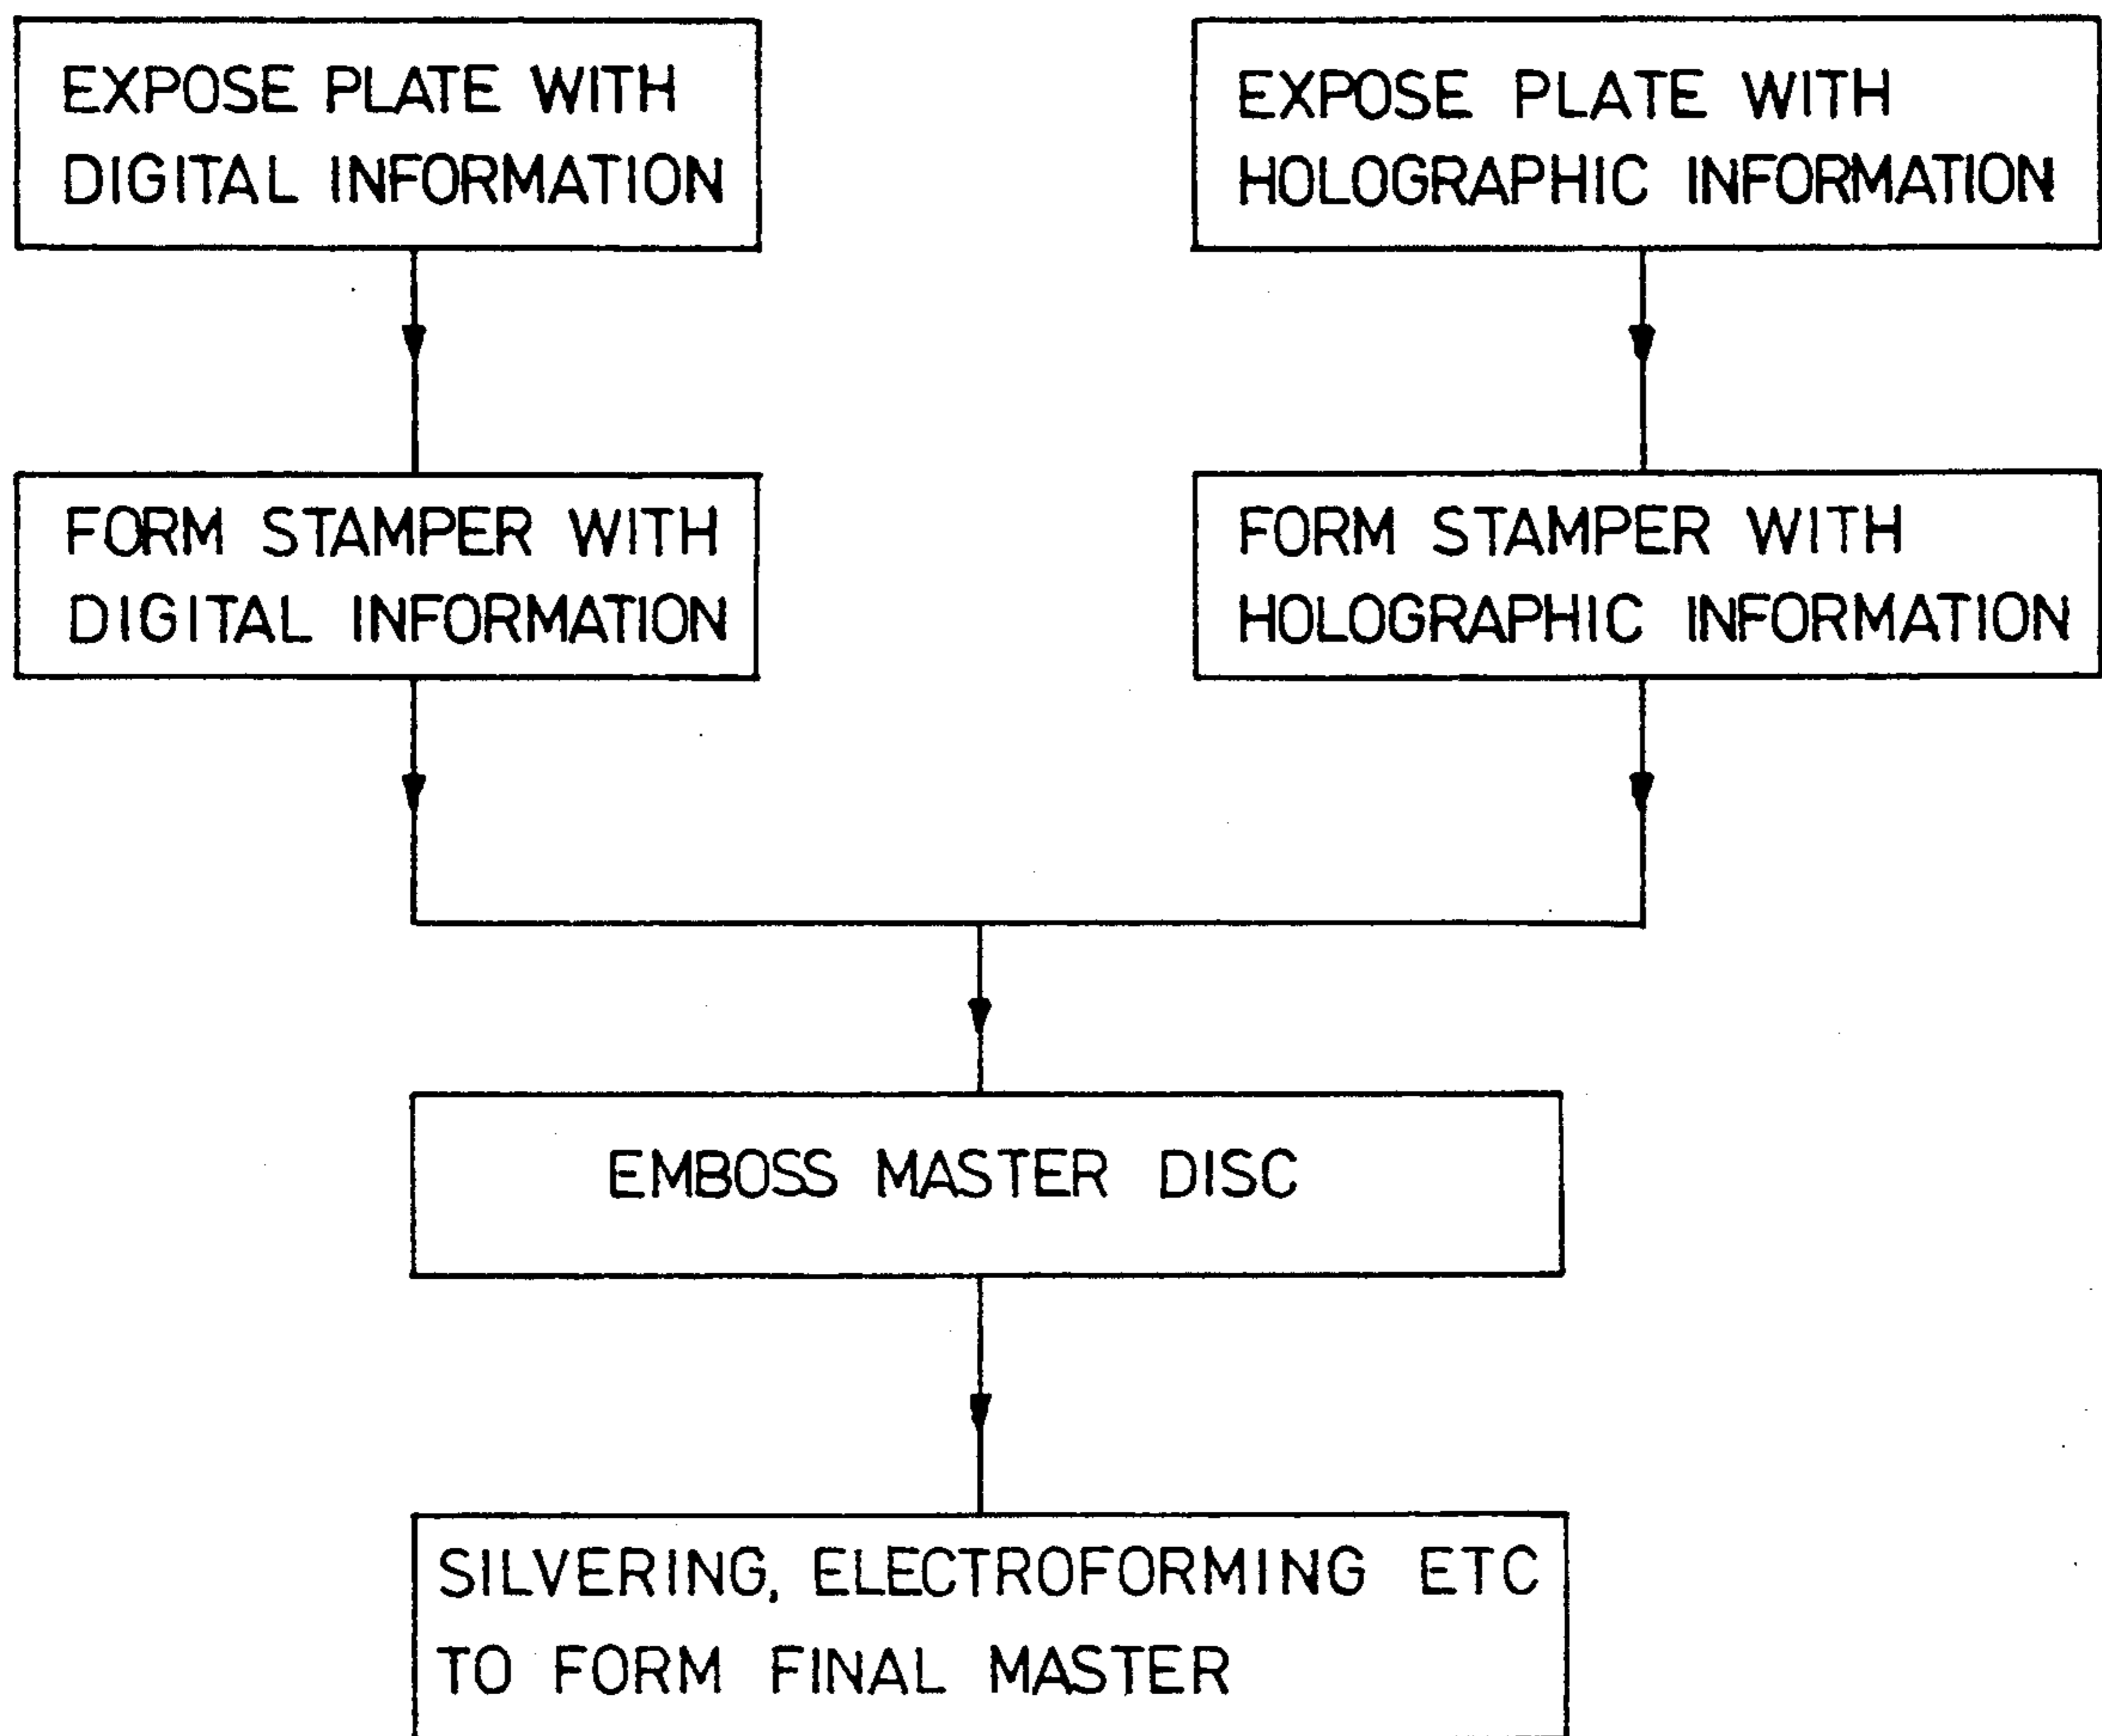 EXPOSE PLATE WITH
DIGITAL INFORMATION
EXPOSE PLATE WITH
HOLOGRAPHIC INFORMATION
FORM STAMPER WITH
DIGITAL INFORMATION
FORM STAMPER WITH
HOLOGRAPHIC INFORMATION
EMBOSS MASTER DISC
SILVERING, ELECTROFORMING ETC
TO FORM FINAL MASTER